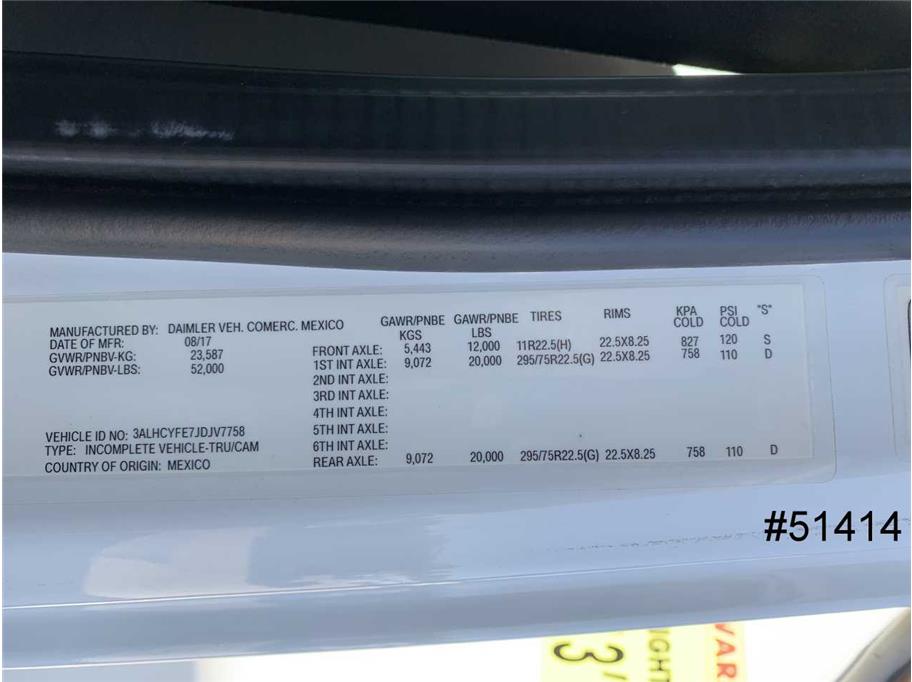 MANUFACTURED BY: DAIMLER VEH. COMERC. MEXICO
DATE OF MFR: 08/17
GVWR/PNBV-KG: 23,587
GVWR/PNBV-LBS: 52,000
VEHICLE ID NO: 3ALHCYFE7JDJV7758
TYPE: INCOMPLETE VEHICLE-TRU/CAM
COUNTRY OF ORIGIN: MEXICO
GAWR/PNBE GAWR/PNBE TIRES RIMS KPA PSI "S"
KGS LBS COLD COLD
FRONT AXLE: 5,443 12,000 11R22.5(H) 22.5X8.25 827 120 S
1ST INT AXLE: 9,072 20,000 295/75R22.5(G) 22.5X8.25 758 110 D
2ND INT AXLE:
3RD INT AXLE:
4TH INT AXLE:
5TH INT AXLE:
6TH INT AXLE:
REAR AXLE: 9,072 20,000 295/75R22.5(G) 22.5X8.25 758 110 D
#51414
WAR
IGHT
3/